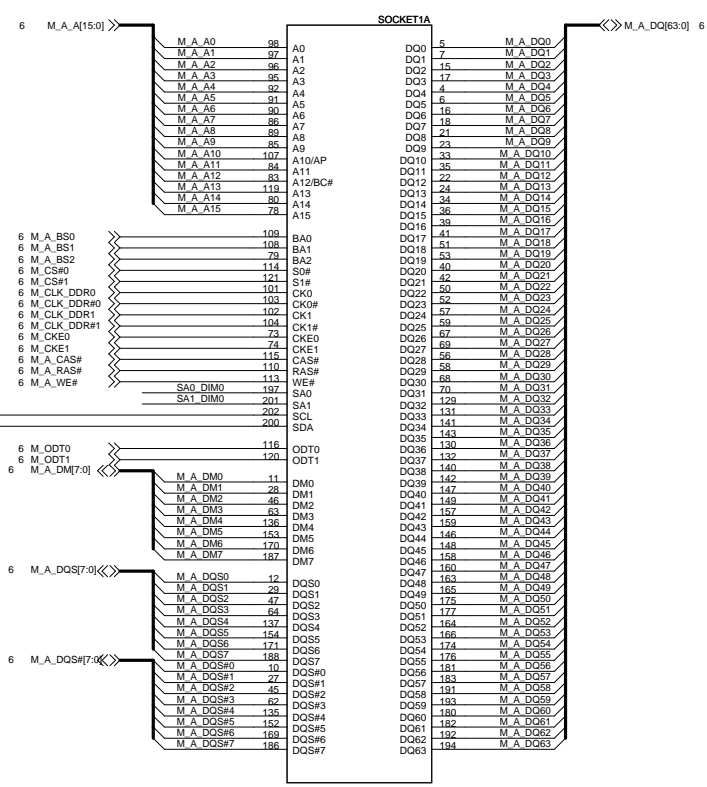 SOCKET1A
6 M_A_A[15:0]
M_A_A0 98 A0
M_A_A1 97 A1
M_A_A2 96 A2
M_A_A3 95 A3
M_A_A4 92 A4
M_A_A5 91 A5
M_A_A6 90 A6
M_A_A7 86 A7
M_A_A8 89 A8
M_A_A9 85 A9
M_A_A10 107 A10/AP
M_A_A11 84 A11
M_A_A12 83 A12/BC#
M_A_A13 119 A13
M_A_A14 80 A14
M_A_A15 78 A15
6 M_A_BS0 109 BA0
6 M_A_BS1 108 BA1
6 M_A_BS2 79 BA2
6 M_CS#0 114 S0#
6 M_CS#1 121 S1#
6 M_CLK_DDR0 101 CK0
6 M_CLK_DDR#0 103 CK0#
6 M_CLK_DDR1 102 CK1
6 M_CLK_DDR#1 104 CK1#
6 M_CKE0 73 CKE0
6 M_CKE1 74 CKE1
6 M_A_CAS# 115 CAS#
6 M_A_RAS# 110 RAS#
6 M_A_WE# 113 WE#
SA0_DIM0 197 SA0
SA1_DIM0 201 SA1
202 SCL
200 SDA
6 M_ODT0 116 ODT0
6 M_ODT1 120 ODT1
6 M_A_DM[7:0]
M_A_DM0 11 DM0
M_A_DM1 28 DM1
M_A_DM2 46 DM2
M_A_DM3 63 DM3
M_A_DM4 136 DM4
M_A_DM5 153 DM5
M_A_DM6 170 DM6
M_A_DM7 187 DM7
6 M_A_DQS[7:0]
M_A_DQS0 12 DQS0
M_A_DQS1 29 DQS1
M_A_DQS2 47 DQS2
M_A_DQS3 64 DQS3
M_A_DQS4 137 DQS4
M_A_DQS5 154 DQS5
M_A_DQS6 171 DQS6
M_A_DQS7 188 DQS7
6 M_A_DQS#[7:0]
M_A_DQS#0 10 DQS#0
M_A_DQS#1 27 DQS#1
M_A_DQS#2 45 DQS#2
M_A_DQS#3 62 DQS#3
M_A_DQS#4 135 DQS#4
M_A_DQS#5 152 DQS#5
M_A_DQS#6 169 DQS#6
M_A_DQS#7 186 DQS#7
M_A_DQ[63:0] 6
DQ0 5 M_A_DQ0
DQ1 7 M_A_DQ1
DQ2 15 M_A_DQ2
DQ3 17 M_A_DQ3
DQ4 4 M_A_DQ4
DQ5 6 M_A_DQ5
DQ6 16 M_A_DQ6
DQ7 18 M_A_DQ7
DQ8 21 M_A_DQ8
DQ9 23 M_A_DQ9
DQ10 33 M_A_DQ10
DQ11 35 M_A_DQ11
DQ12 22 M_A_DQ12
DQ13 24 M_A_DQ13
DQ14 34 M_A_DQ14
DQ15 36 M_A_DQ15
DQ16 39 M_A_DQ16
DQ17 41 M_A_DQ17
DQ18 51 M_A_DQ18
DQ19 53 M_A_DQ19
DQ20 40 M_A_DQ20
DQ21 42 M_A_DQ21
DQ22 50 M_A_DQ22
DQ23 52 M_A_DQ23
DQ24 57 M_A_DQ24
DQ25 59 M_A_DQ25
DQ26 67 M_A_DQ26
DQ27 69 M_A_DQ27
DQ28 56 M_A_DQ28
DQ29 58 M_A_DQ29
DQ30 68 M_A_DQ30
DQ31 70 M_A_DQ31
DQ32 129 M_A_DQ32
DQ33 131 M_A_DQ33
DQ34 141 M_A_DQ34
DQ35 143 M_A_DQ35
DQ36 130 M_A_DQ36
DQ37 132 M_A_DQ37
DQ38 140 M_A_DQ38
DQ39 142 M_A_DQ39
DQ40 147 M_A_DQ40
DQ41 149 M_A_DQ41
DQ42 157 M_A_DQ42
DQ43 159 M_A_DQ43
DQ44 146 M_A_DQ44
DQ45 148 M_A_DQ45
DQ46 158 M_A_DQ46
DQ47 160 M_A_DQ47
DQ48 163 M_A_DQ48
DQ49 165 M_A_DQ49
DQ50 175 M_A_DQ50
DQ51 177 M_A_DQ51
DQ52 164 M_A_DQ52
DQ53 166 M_A_DQ53
DQ54 174 M_A_DQ54
DQ55 176 M_A_DQ55
DQ56 181 M_A_DQ56
DQ57 183 M_A_DQ57
DQ58 191 M_A_DQ58
DQ59 193 M_A_DQ59
DQ60 180 M_A_DQ60
DQ61 182 M_A_DQ61
DQ62 192 M_A_DQ62
DQ63 194 M_A_DQ63